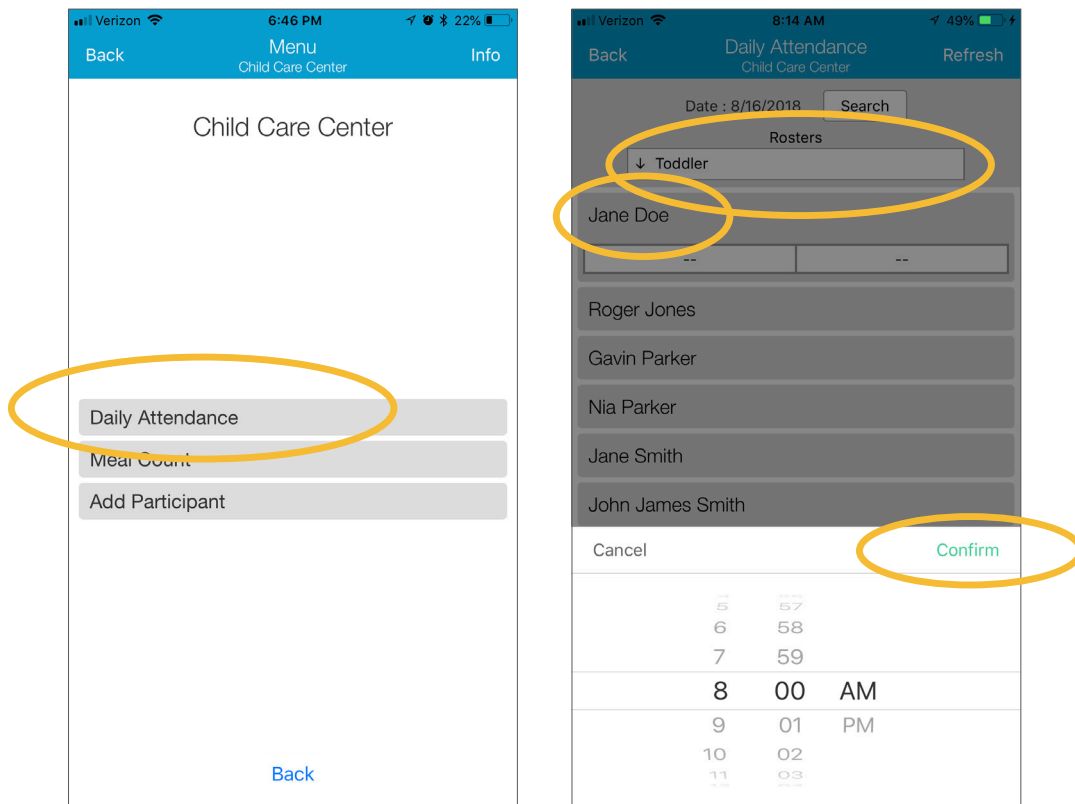 Verizon 6:46 PM 22%
Back Menu Info
Child Care Center
Child Care Center
Daily Attendance
Meal Count
Add Participant
Back
Verizon 8:14 AM 49%
Back Daily Attendance Refresh
Child Care Center
Date : 8/16/2018 Search
Rosters
↓ Toddler
Jane Doe
-- --
Roger Jones
Gavin Parker
Nia Parker
Jane Smith
John James Smith
Cancel Confirm
5 57
6 58
7 59
8 00 AM
9 01 PM
10 02
11 03